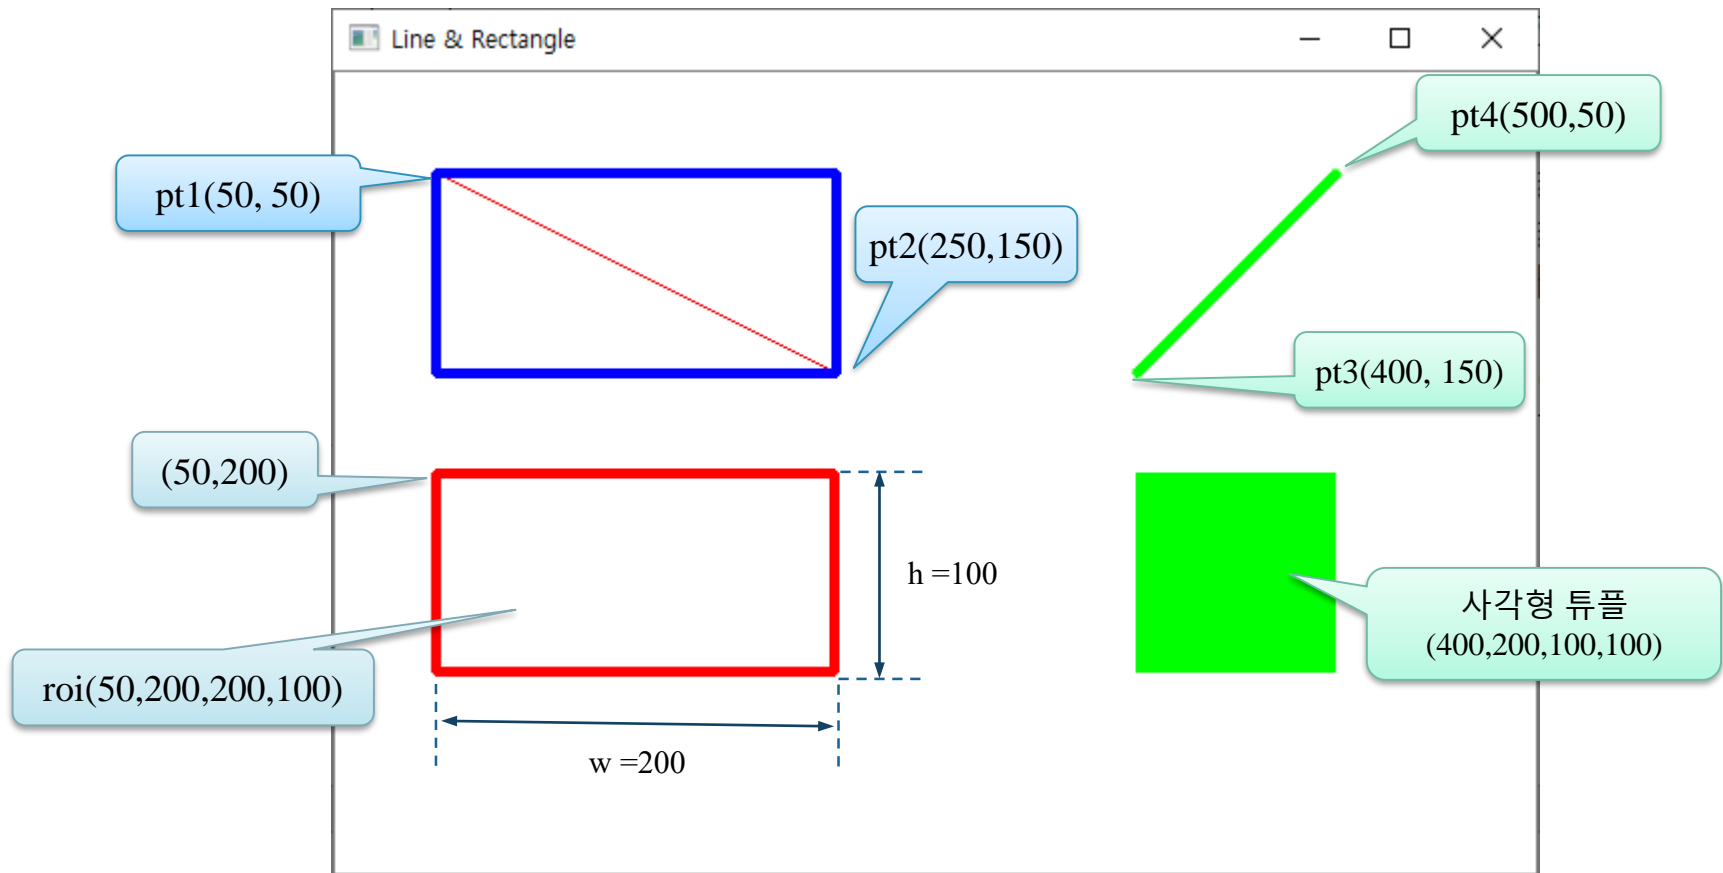 Line & Rectangle
pt4(500,50)
pt1(50, 50)
pt2(250,150)
pt3(400, 150)
(50,200)
h =100
사각형 튜플
(400,200,100,100)
roi(50,200,200,100)
w =200